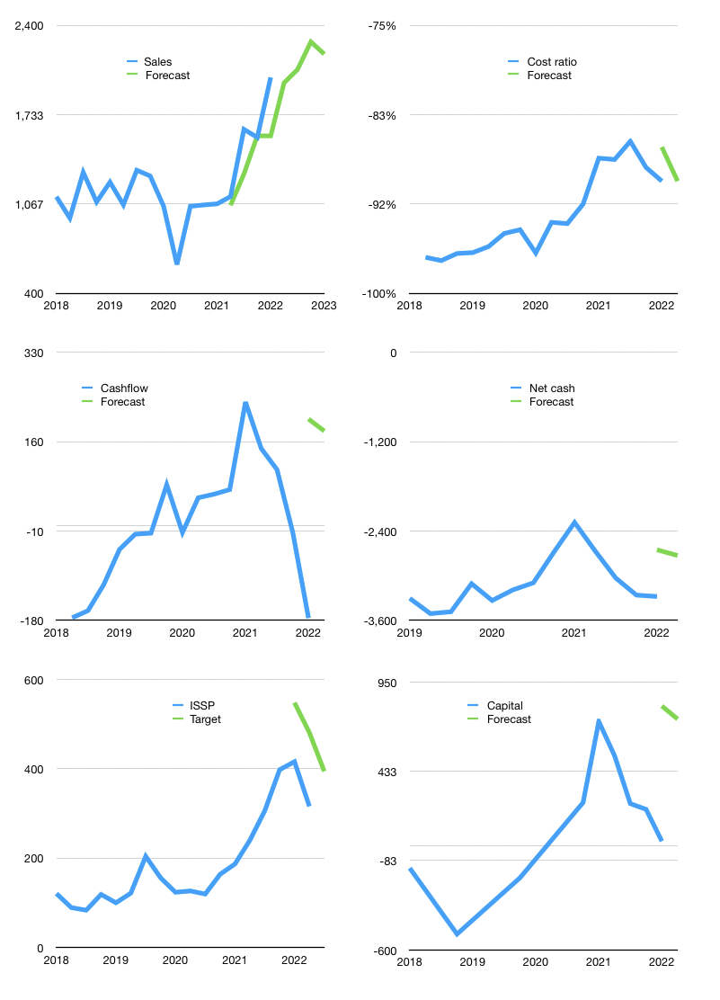 2,400
Sales
Forecast
1,733
1,067
400
2018 2019 2020 2021 2022 2023
-75%
Cost ratio
Forecast
-83%
-92%
-100%
2018 2019 2020 2021 2022
330
Cashflow
Forecast
160
-10
-180
2018 2019 2020 2021 2022
0
Net cash
Forecast
-1,200
-2,400
-3,600
2019 2020 2021 2022
600
ISSP
Target
400
200
0
2018 2019 2020 2021 2022
950
Capital
Forecast
433
-83
-600
2018 2019 2020 2021 2022